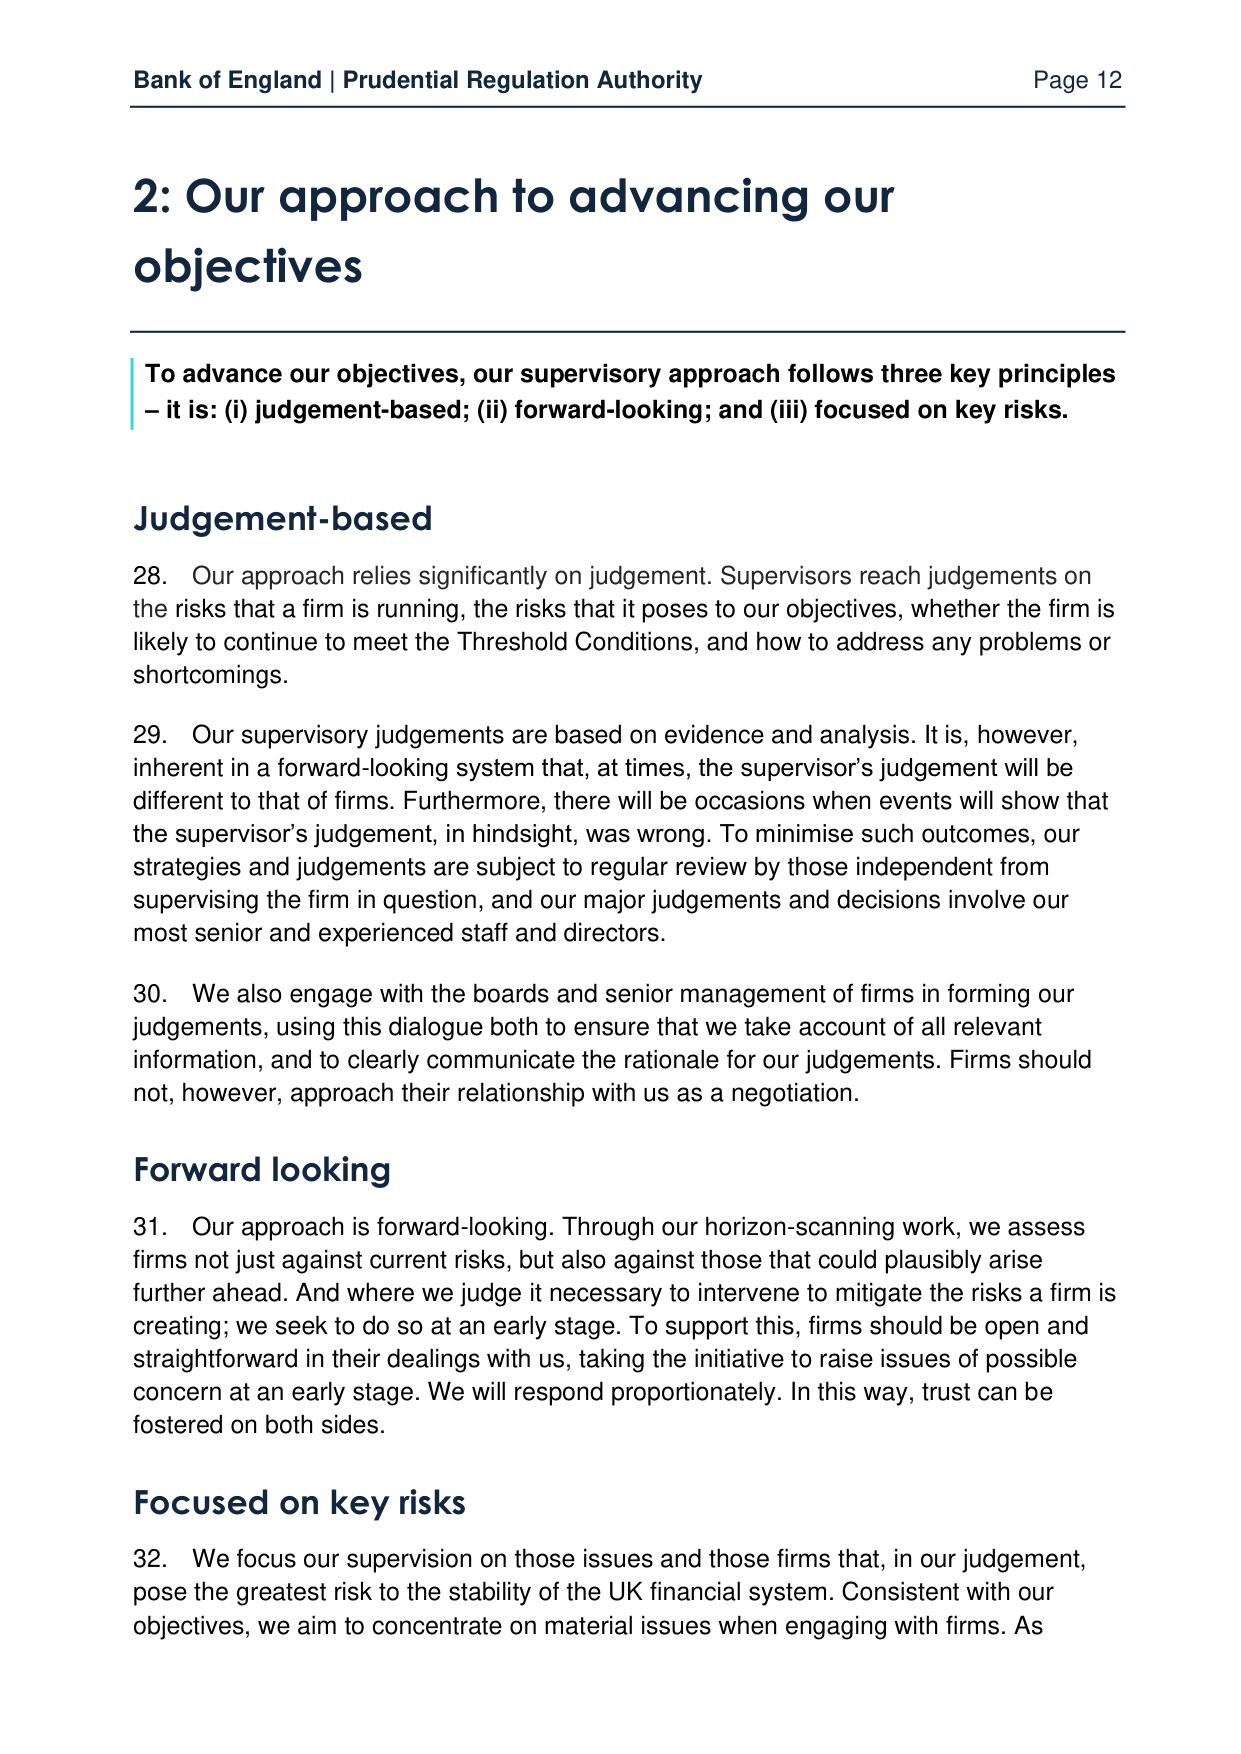 Bank of England | Prudential Regulation Authority Page 12
2: Our approach to advancing our
objectives
To advance our objectives, our supervisory approach follows three key principles
– it is: (i) judgement-based; (ii) forward-looking; and (iii) focused on key risks.
Judgement-based
28. Our approach relies significantly on judgement. Supervisors reach judgements on
the risks that a firm is running, the risks that it poses to our objectives, whether the firm is
likely to continue to meet the Threshold Conditions, and how to address any problems or
shortcomings.
29. Our supervisory judgements are based on evidence and analysis. It is, however,
inherent in a forward-looking system that, at times, the supervisor’s judgement will be
different to that of firms. Furthermore, there will be occasions when events will show that
the supervisor’s judgement, in hindsight, was wrong. To minimise such outcomes, our
strategies and judgements are subject to regular review by those independent from
supervising the firm in question, and our major judgements and decisions involve our
most senior and experienced staff and directors.
30. We also engage with the boards and senior management of firms in forming our
judgements, using this dialogue both to ensure that we take account of all relevant
information, and to clearly communicate the rationale for our judgements. Firms should
not, however, approach their relationship with us as a negotiation.
Forward looking
31. Our approach is forward-looking. Through our horizon-scanning work, we assess
firms not just against current risks, but also against those that could plausibly arise
further ahead. And where we judge it necessary to intervene to mitigate the risks a firm is
creating; we seek to do so at an early stage. To support this, firms should be open and
straightforward in their dealings with us, taking the initiative to raise issues of possible
concern at an early stage. We will respond proportionately. In this way, trust can be
fostered on both sides.
Focused on key risks
32. We focus our supervision on those issues and those firms that, in our judgement,
pose the greatest risk to the stability of the UK financial system. Consistent with our
objectives, we aim to concentrate on material issues when engaging with firms. As